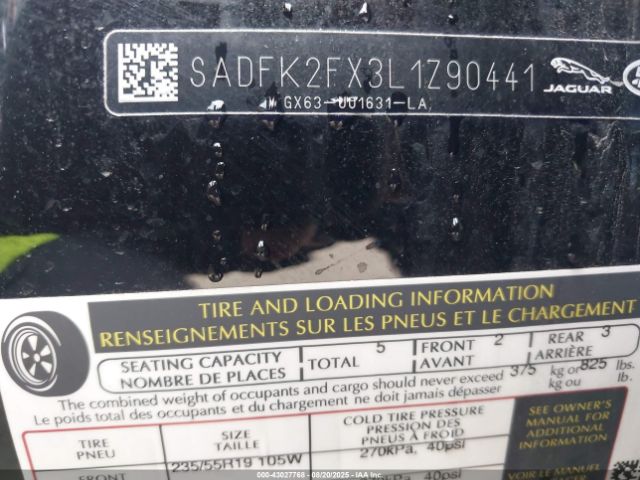 SADFK2FX3L1Z90441
JAGUAR
GX63-U01631-LA
TIRE AND LOADING INFORMATION
RENSEIGNEMENTS SUR LES PNEUS ET LE CHARGEMENT
SEATING CAPACITY
NOMBRE DE PLACES
TOTAL 5
FRONT 2
AVANT
REAR 3
ARRIÈRE
The combined weight of occupants and cargo should never exceed 375 kg or 825 lbs.
Le poids total des occupants et du chargement ne doit jamais dépasser kg ou lb.
TIRE
PNEU
SIZE
TAILLE
COLD TIRE PRESSURE
PRESSION DES
PNEUS À FROID
SEE OWNER'S
MANUAL FOR
ADDITIONAL
INFORMATION
235/55R19 105W
270kPa, 40psi
FRONT
40psi
VOIR LE MANUEL
000-43027768 - 08/20/2025 - IAA Inc.